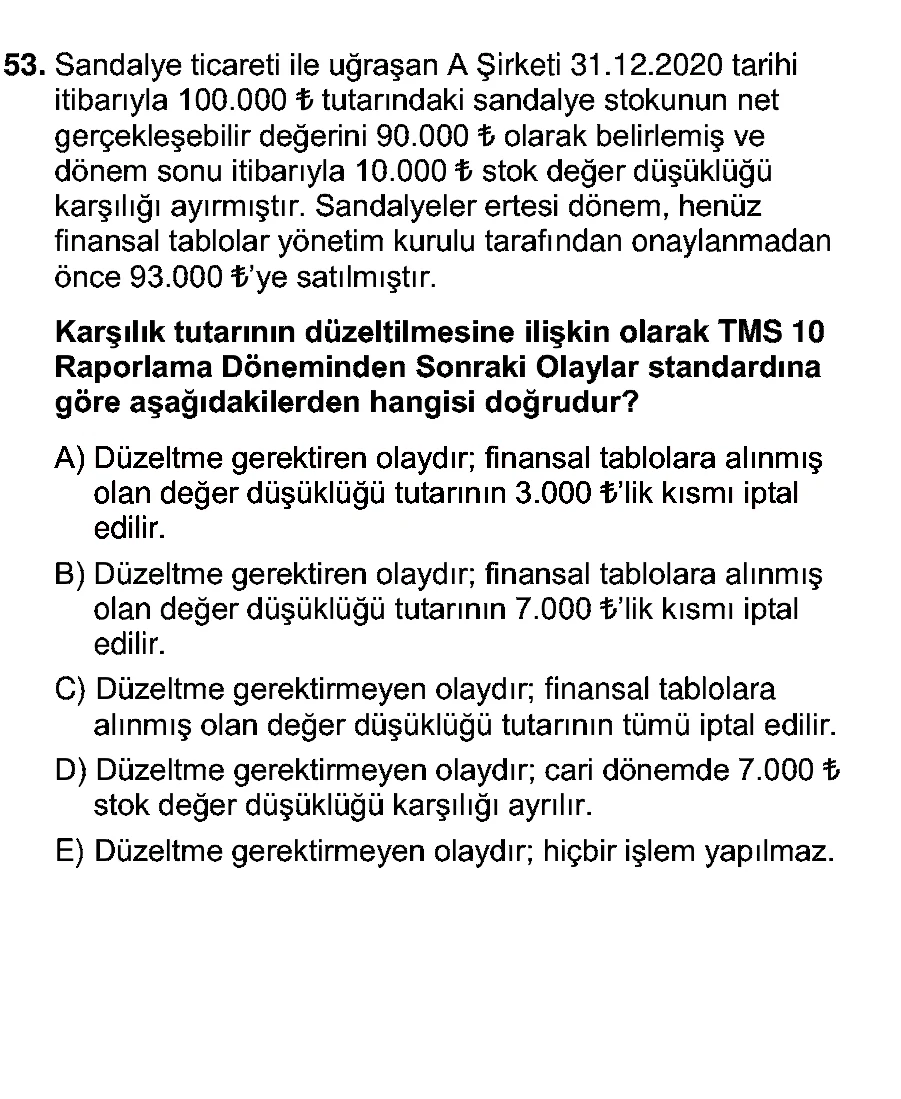 53. Sandalye ticareti ile uğraşan A Şirketi 31.12.2020 tarihi
itibarıyla 100.000 ₺ tutarındaki sandalye stokunun net
gerçekleşebilir değerini 90.000 ₺ olarak belirlemiş ve
dönem sonu itibarıyla 10.000 ₺ stok değer düşüklüğü
karşılığı ayırmıştır. Sandalyeler ertesi dönem, henüz
finansal tablolar yönetim kurulu tarafından onaylanmadan
önce 93.000 ₺'ye satılmıştır.
Karşılık tutarının düzeltilmesine ilişkin olarak TMS 10
Raporlama Döneminden Sonraki Olaylar standardına
göre aşağıdakilerden hangisi doğrudur?
A) Düzeltme gerektiren olaydır; finansal tablolara alınmış
olan değer düşüklüğü tutarının 3.000 ₺'lik kısmı iptal
edilir.
B) Düzeltme gerektiren olaydır; finansal tablolara alınmış
olan değer düşüklüğü tutarının 7.000 ₺'lik kısmı iptal
edilir.
C) Düzeltme gerektirmeyen olaydır; finansal tablolara
alınmış olan değer düşüklüğü tutarının tümü iptal edilir.
D) Düzeltme gerektirmeyen olaydır; cari dönemde 7.000 ₺
stok değer düşüklüğü karşılığı ayrılır.
E) Düzeltme gerektirmeyen olaydır; hiçbir işlem yapılmaz.